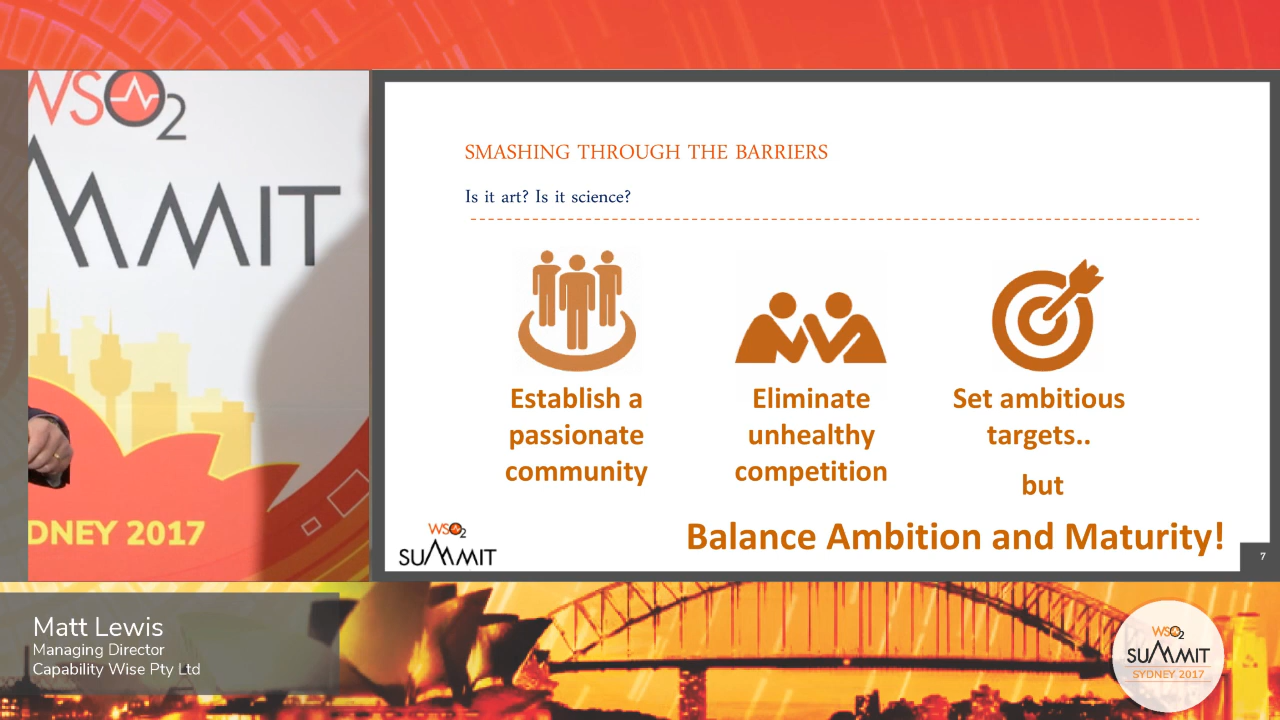 WSO2
SUMMIT
DNEY 2017
SMASHING THROUGH THE BARRIERS
Is it art? Is it science?
Establish a
passionate
community
Eliminate
unhealthy
competition
Set ambitious
targets..
but
Balance Ambition and Maturity!
WSO2
SUMMIT
7
Matt Lewis
Managing Director
Capability Wise Pty Ltd
WSO2
SUMMIT
SYDNEY 2017